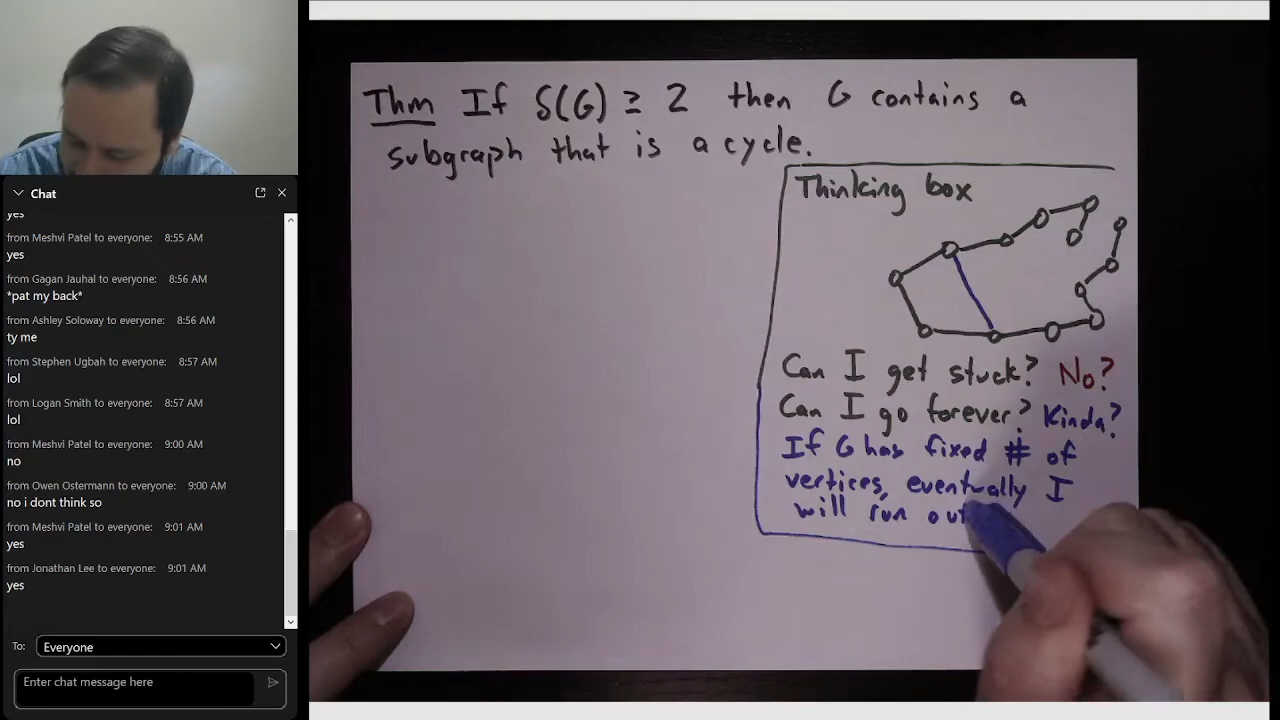 Chat
yes
from Meshvi Patel to everyone: 8:55 AM
yes
from Gagan Jauhal to everyone: 8:56 AM
*pat my back*
from Ashley Soloway to everyone: 8:56 AM
ty me
from Stephen Ugbah to everyone: 8:57 AM
lol
from Logan Smith to everyone: 8:57 AM
lol
from Meshvi Patel to everyone: 9:00 AM
no
from Owen Ostermann to everyone: 9:00 AM
no i dont think so
from Meshvi Patel to everyone: 9:01 AM
yes
from Jonathan Lee to everyone: 9:01 AM
yes
To: Everyone
Enter chat message here
Thm If δ(G) ≥ 2 then G contains a
subgraph that is a cycle.
Thinking box
Can I get stuck? No?
Can I go forever? Kinda?
If G has fixed # of
vertices, eventually I
will run out